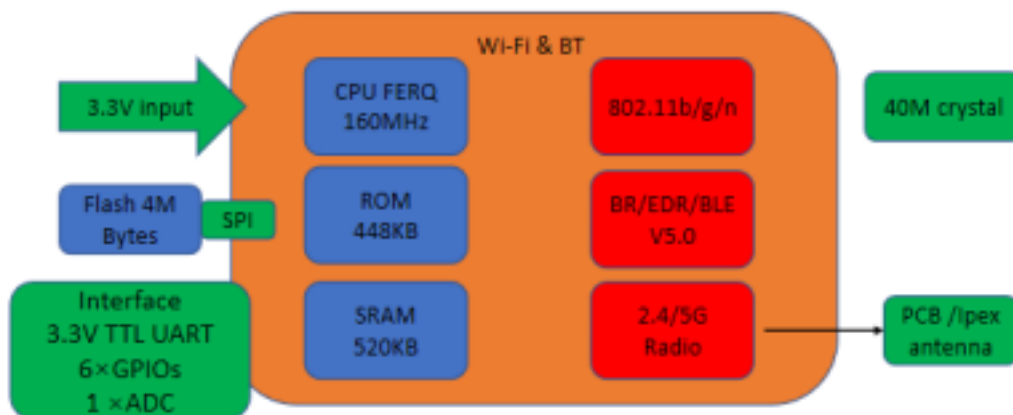 Wi-Fi & BT
3.3V input
CPU FERQ
160MHz
802.11b/g/n
40M crystal
Flash 4M
Bytes
SPI
ROM
448KB
BR/EDR/BLE
V5.0
Interface
3.3V TTL UART
6×GPIOs
1 ×ADC
SRAM
520KB
2.4/5G
Radio
PCB /Ipex
antenna